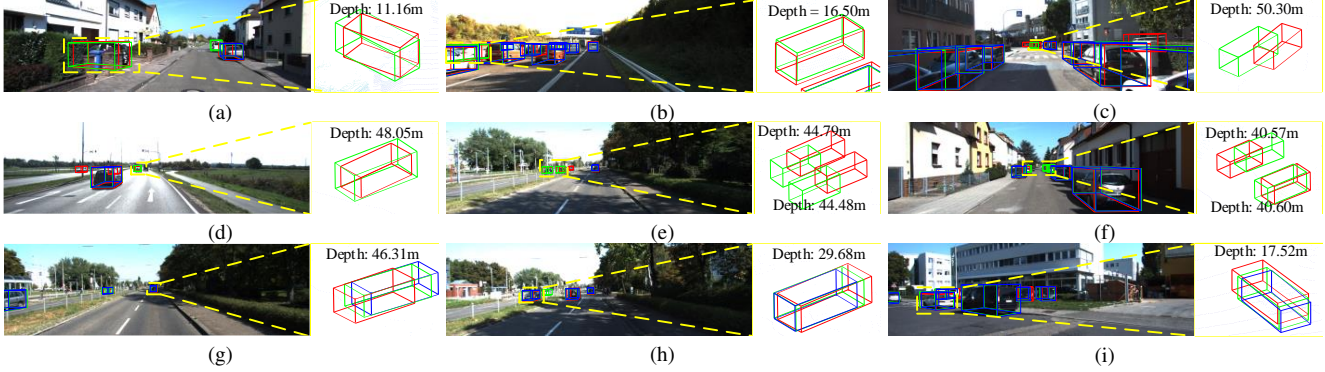 Depth: 11.16m
Depth = 16.50m
Depth: 50.30m
(a)
(b)
(c)
Depth: 48.05m
Depth: 44.79m
Depth: 44.48m
Depth: 40.57m
Depth: 40.60m
(d)
(e)
(f)
Depth: 46.31m
Depth: 29.68m
Depth: 17.52m
(g)
(h)
(i)